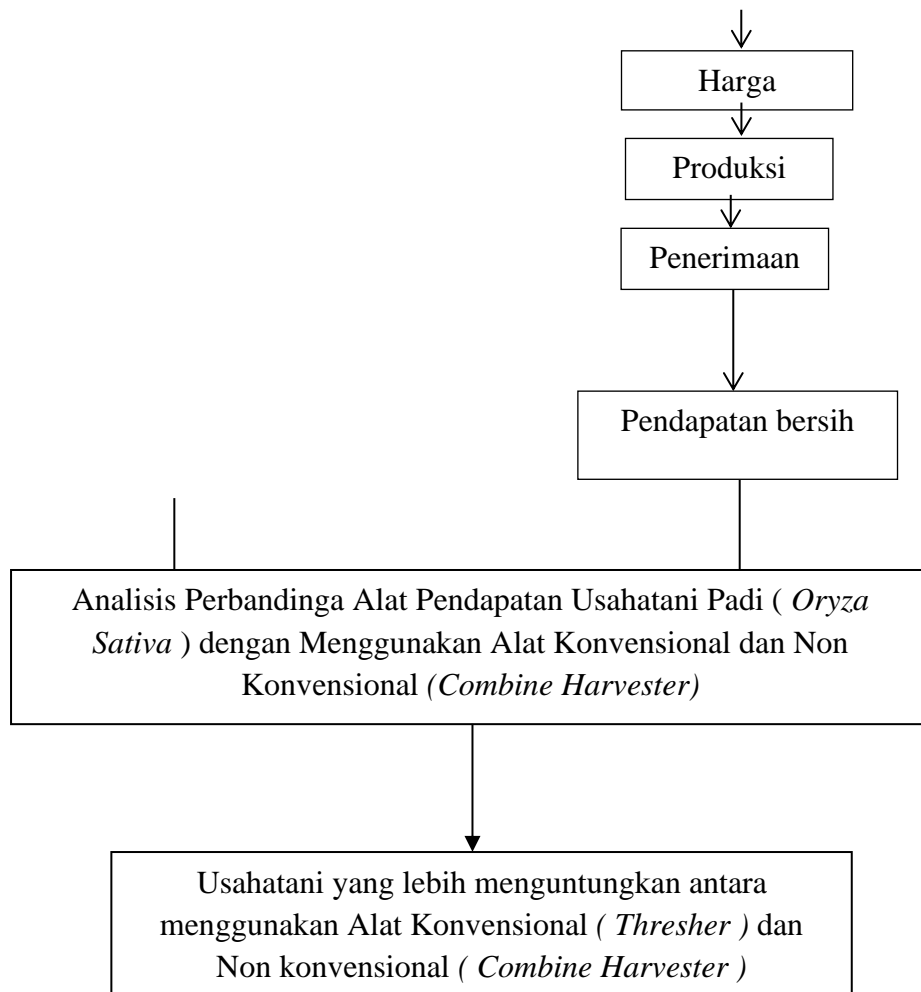 Harga
Produksi
Penerimaan
Pendapatan bersih
Analisis Perbandinga Alat Pendapatan Usahatani Padi ( Oryza
Sativa ) dengan Menggunakan Alat Konvensional dan Non
Konvensional (Combine Harvester)
Usahatani yang lebih menguntungkan antara
menggunakan Alat Konvensional ( Thresher ) dan
Non konvensional ( Combine Harvester )